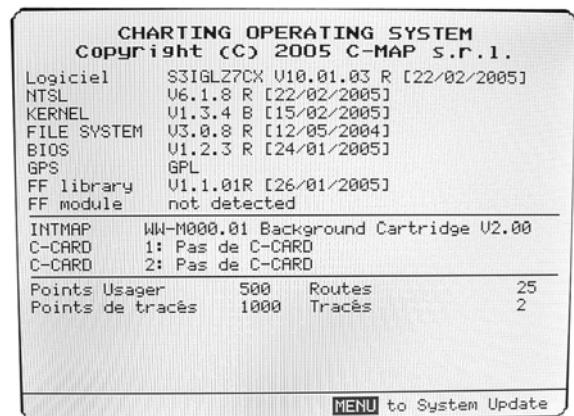 CHARTING OPERATING SYSTEM
Copyright (C) 2005 C-MAP s.r.l.
Logiciel S3IGLZ7CX V10.01.03 R [22/02/2005]
NTSL V6.1.8 R [22/02/2005]
KERNEL V1.3.4 B [15/02/2005]
FILE SYSTEM V3.0.8 R [12/05/2004]
BIOS V1.2.3 R [24/01/2005]
GPS GPL
FF library V1.1.01R [26/01/2005]
FF module not detected
INTMAP WW-M000.01 Background Cartridge V2.00
C-CARD 1: Pas de C-CARD
C-CARD 2: Pas de C-CARD
Points Usager 500 Routes 25
Points de tracés 1000 Tracés 2
MENU to System Update